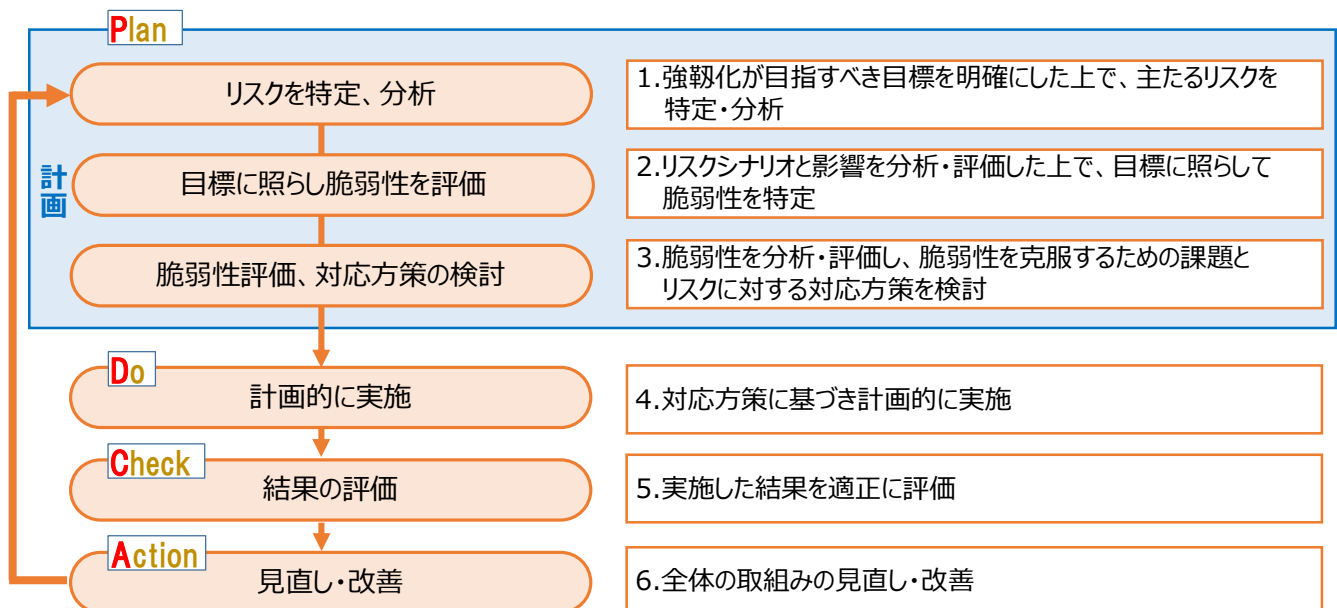 Plan
リスクを特定、分析
1.強靱化が目指すべき目標を明確にした上で、主たるリスクを
特定・分析
計画
目標に照らし脆弱性を評価
2.リスクシナリオと影響を分析・評価した上で、目標に照らして
脆弱性を特定
脆弱性評価、対応方策の検討
3.脆弱性を分析・評価し、脆弱性を克服するための課題と
リスクに対する対応方策を検討
Do
計画的に実施
4.対応方策に基づき計画的に実施
Check
結果の評価
5.実施した結果を適正に評価
Action
見直し・改善
6.全体の取組みの見直し・改善